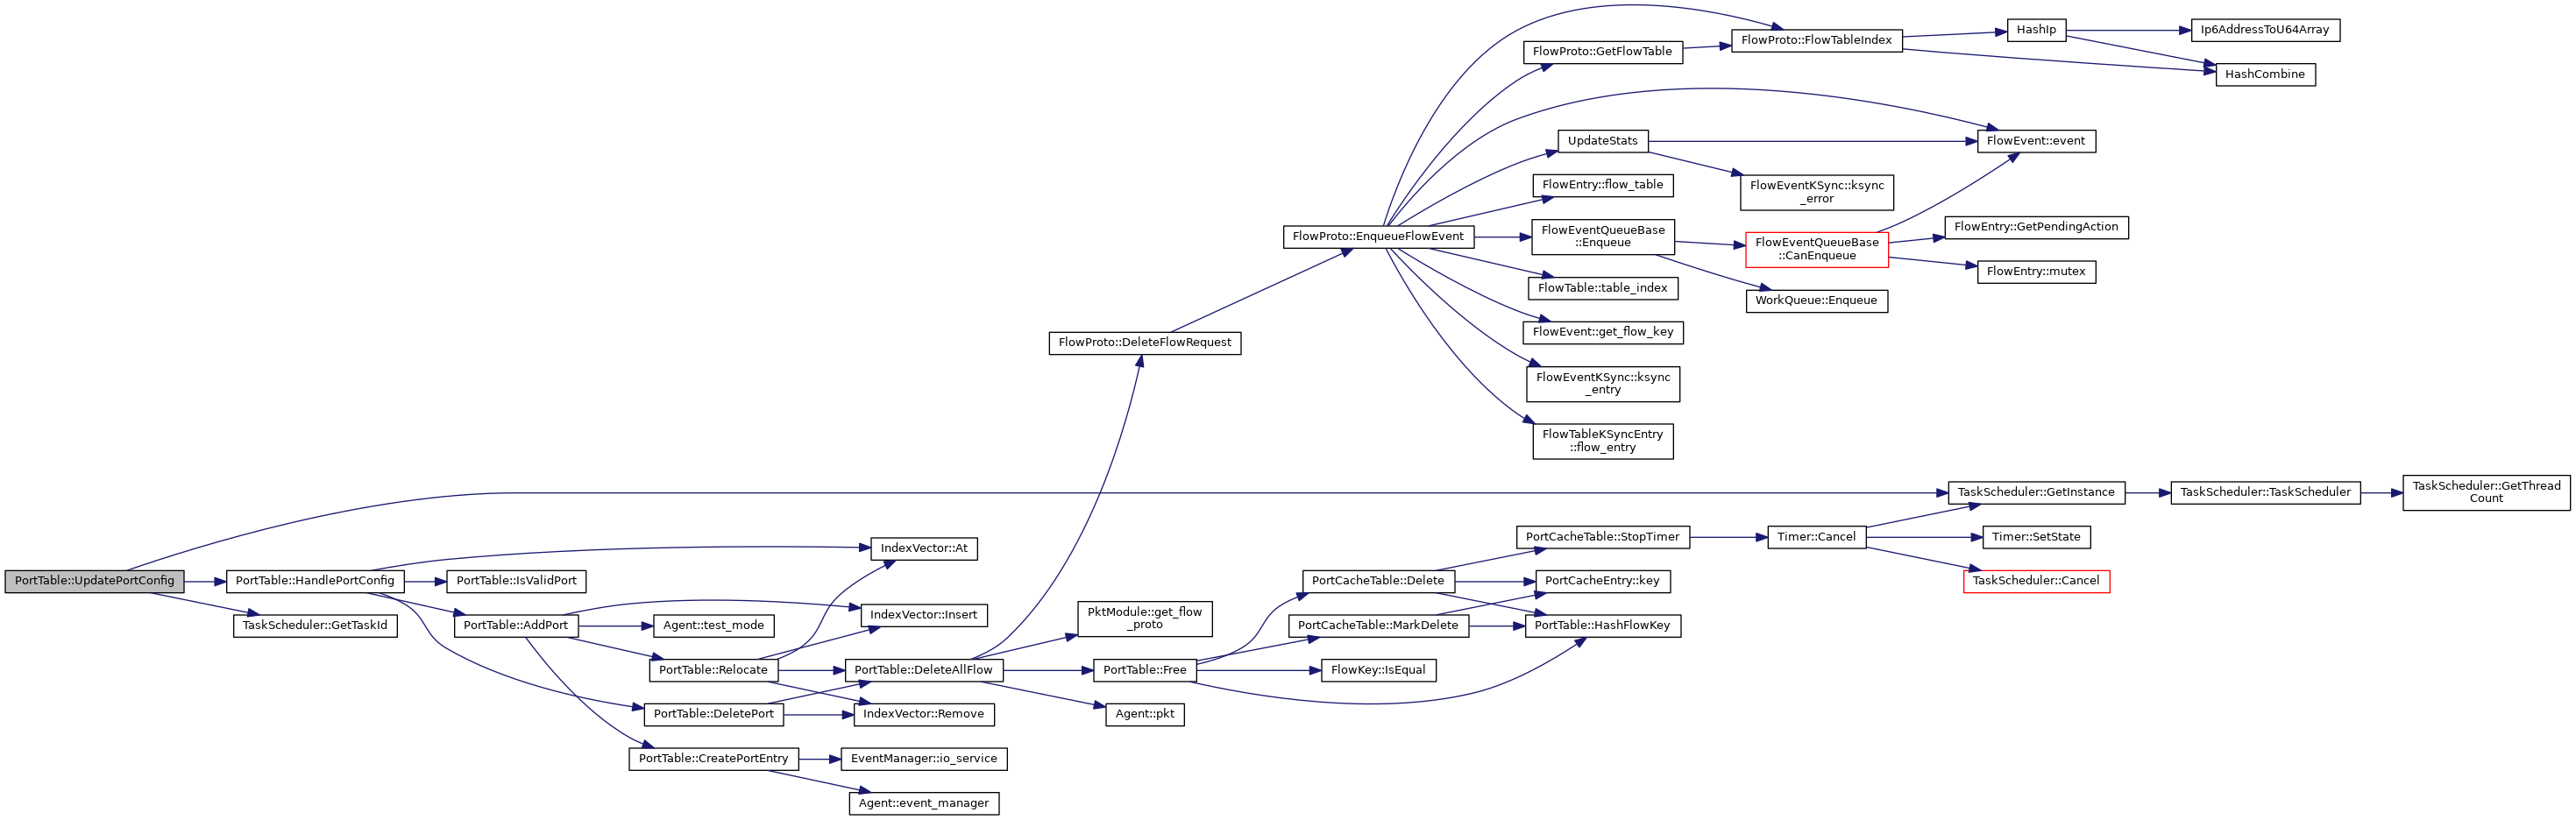 PortTable::UpdatePortConfig
PortTable::HandlePortConfig
TaskScheduler::GetTaskId
PortTable::IsValidPort
PortTable::AddPort
Agent::test_mode
PortTable::Relocate
PortTable::DeletePort
PortTable::CreatePortEntry
IndexVector::At
IndexVector::Insert
PortTable::DeleteAllFlow
IndexVector::Remove
EventManager::io_service
Agent::event_manager
FlowProto::DeleteFlowRequest
PktModule::get_flow
_proto
PortTable::Free
Agent::pkt
FlowProto::EnqueueFlowEvent
PortCacheTable::Delete
PortCacheTable::MarkDelete
FlowKey::IsEqual
FlowProto::GetFlowTable
UpdateStats
FlowEntry::flow_table
FlowEventQueueBase
::Enqueue
FlowTable::table_index
FlowEvent::get_flow_key
FlowEventKSync::ksync
_entry
FlowTableKSyncEntry
::flow_entry
PortCacheTable::StopTimer
PortCacheEntry::key
PortTable::HashFlowKey
FlowProto::FlowTableIndex
FlowEventKSync::ksync
_error
FlowEventQueueBase
::CanEnqueue
WorkQueue::Enqueue
Timer::Cancel
HashIp
FlowEvent::event
FlowEntry::GetPendingAction
FlowEntry::mutex
TaskScheduler::GetInstance
Timer::SetState
TaskScheduler::Cancel
Ip6AddressToU64Array
HashCombine
TaskScheduler::TaskScheduler
TaskScheduler::GetThread
Count